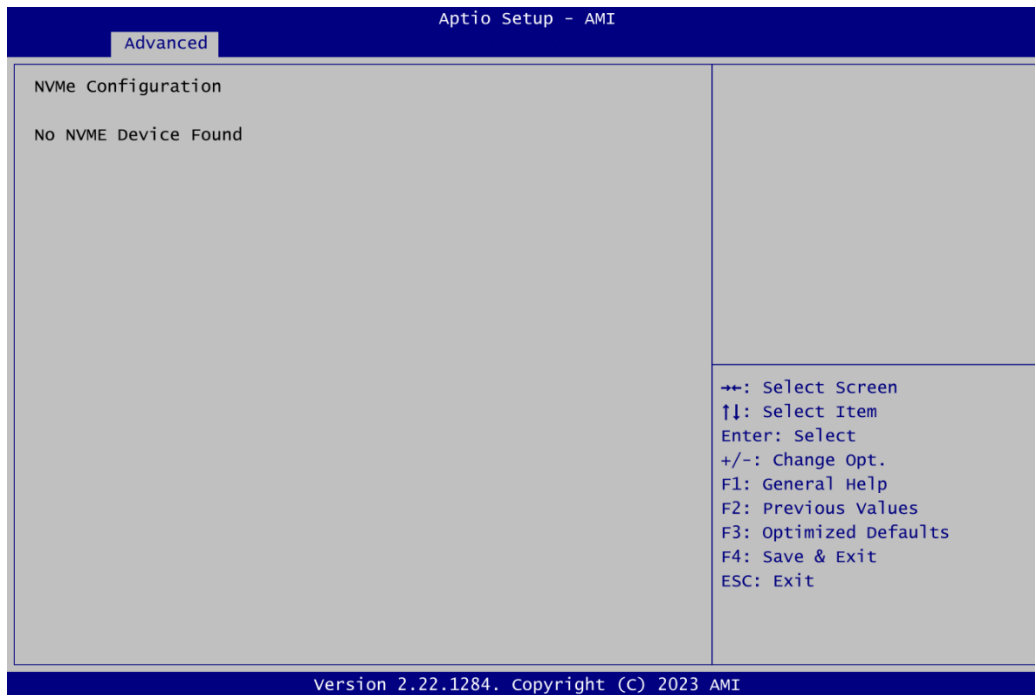 Aptio Setup - AMI
Advanced
NVMe Configuration
No NVME Device Found
→←: Select Screen
↑↓: Select Item
Enter: Select
+/-: Change Opt.
F1: General Help
F2: Previous Values
F3: Optimized Defaults
F4: Save & Exit
ESC: Exit
Version 2.22.1284. Copyright (C) 2023 AMI